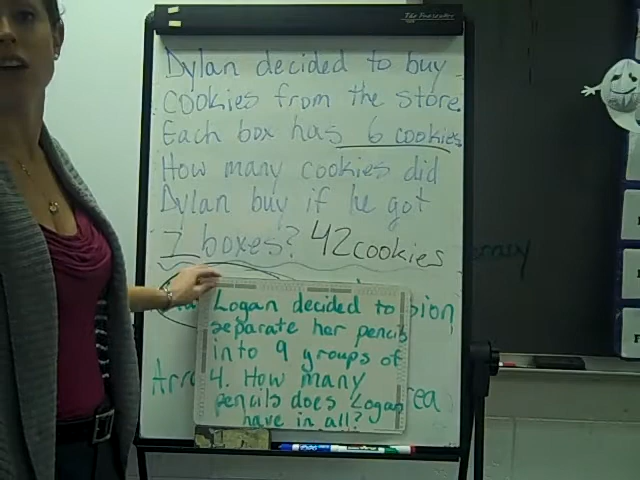 Dylan decided to buy
cookies from the store.
Each box has 6 cookies.
How many cookies did
Dylan buy if he got
7 boxes? 42 cookies
Logan decided to
separate her pencils
into 9 groups of
4. How many
pencils does Logan
have in all?